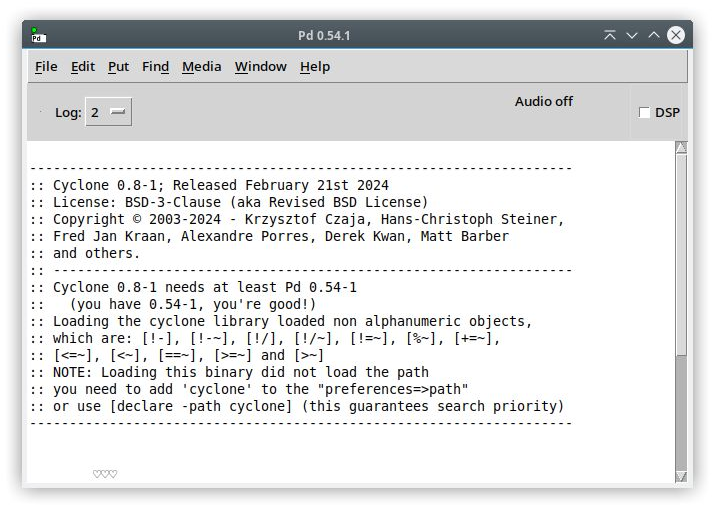 Pd 0.54.1
File Edit Put Find Media Window Help
Audio off
Log: 2 DSP
--------------------------------------------------------------------
:: Cyclone 0.8-1; Released February 21st 2024
:: License: BSD-3-Clause (aka Revised BSD License)
:: Copyright © 2003-2024 - Krzysztof Czaja, Hans-Christoph Steiner,
:: Fred Jan Kraan, Alexandre Porres, Derek Kwan, Matt Barber
:: and others.
:: -----------------------------------------------------------------
:: Cyclone 0.8-1 needs at least Pd 0.54-1
::   (you have 0.54-1, you're good!)
:: Loading the cyclone library loaded non alphanumeric objects,
:: which are: [!-], [!-~], [!/], [!/~], [!=~], [%~], [+=~],
:: [<=~], [<~], [==~], [>=~] and [>~]
:: NOTE: Loading this binary did not load the path
:: you need to add 'cyclone' to the "preferences=>path"
:: or use [declare -path cyclone] (this guarantees search priority)
--------------------------------------------------------------------
♡♡♡